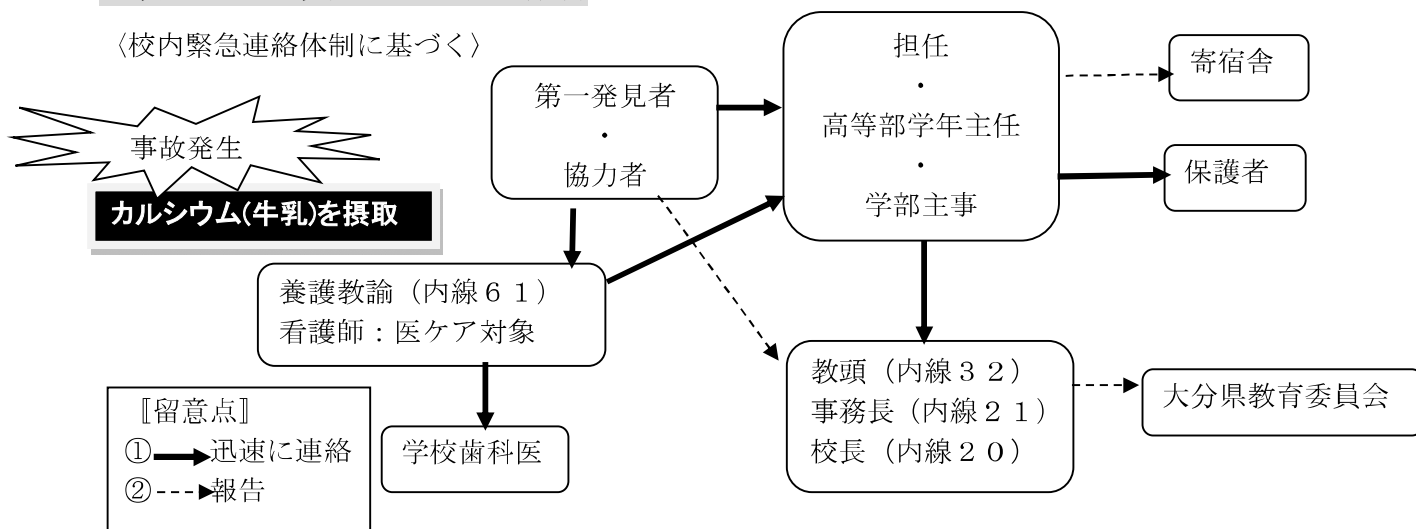 〈校内緊急連絡体制に基づく〉
事故発生
カルシウム(牛乳)を摂取
第一発見者
・
協力者
担任
・
高等部学年主任
・
学部主事
寄宿舎
保護者
養護教諭（内線６１）
看護師：医ケア対象
学校歯科医
教頭（内線３２）
事務長（内線２１）
校長（内線２０）
大分県教育委員会
〚留意点〛
①迅速に連絡
②報告